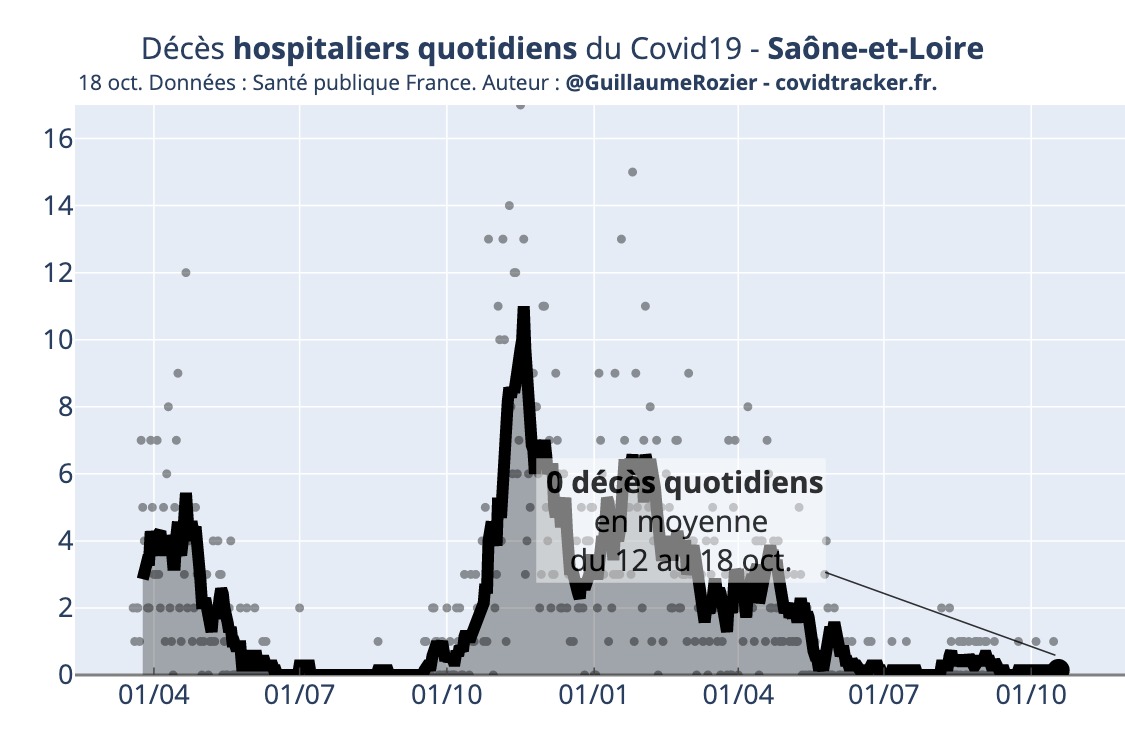 Décès hospitaliers quotidiens du Covid19 - Saône-et-Loire
18 oct. Données : Santé publique France. Auteur : @GuillaumeRozier - covidtracker.fr.
16
14
12
10
8
6
4
2
0
0 décès quotidiens
en moyenne
du 12 au 18 oct.
01/04 01/07 01/10 01/01 01/04 01/07 01/10